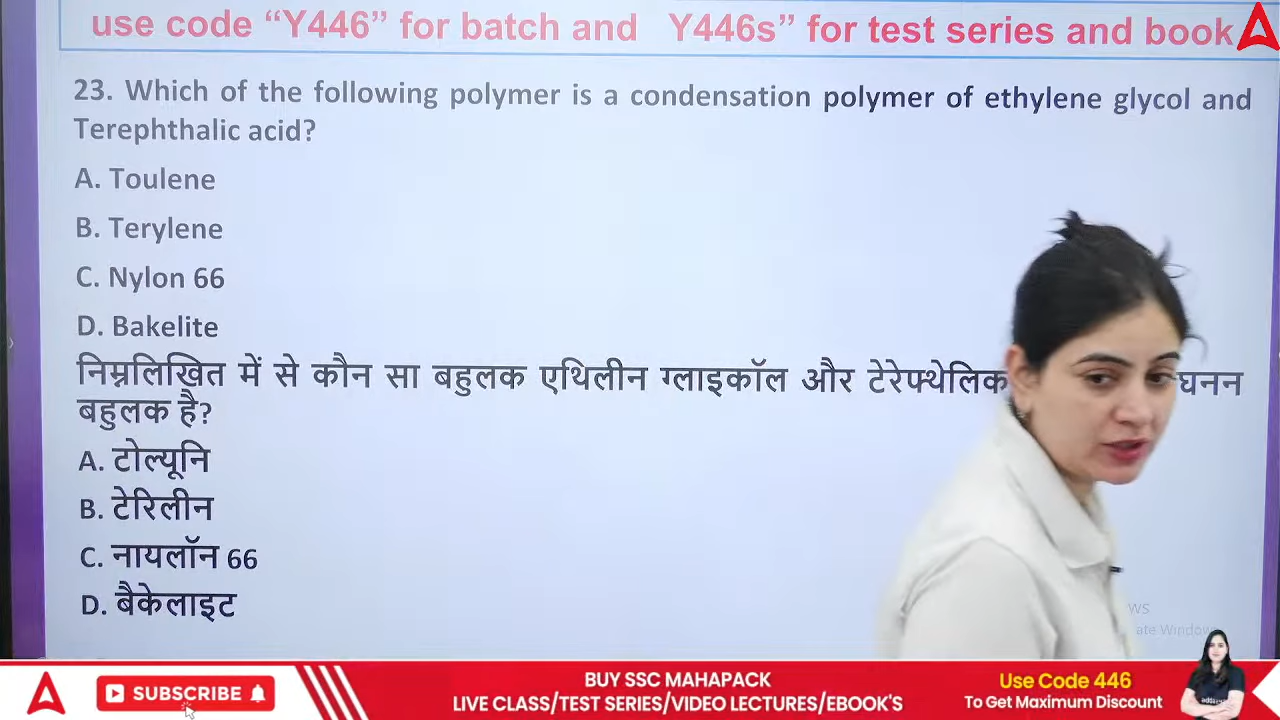 use code “Y446” for batch and Y446s” for test series and book
23. Which of the following polymer is a condensation polymer of ethylene glycol and
Terephthalic acid?
A. Toulene
B. Terylene
C. Nylon 66
D. Bakelite
निम्नलिखित में से कौन सा बहुलक एथिलीन ग्लाइकॉल और टेरेफ्थेलिक घनन
बहुलक है?
A. टोल्यूनि
B. टेरिलीन
C. नायलॉन 66
D. बैकेलाइट
WS
ate Window
SUBSCRIBE
BUY SSC MAHAPACK
LIVE CLASS/TEST SERIES/VIDEO LECTURES/EBOOK'S
Use Code 446
To Get Maximum Discount